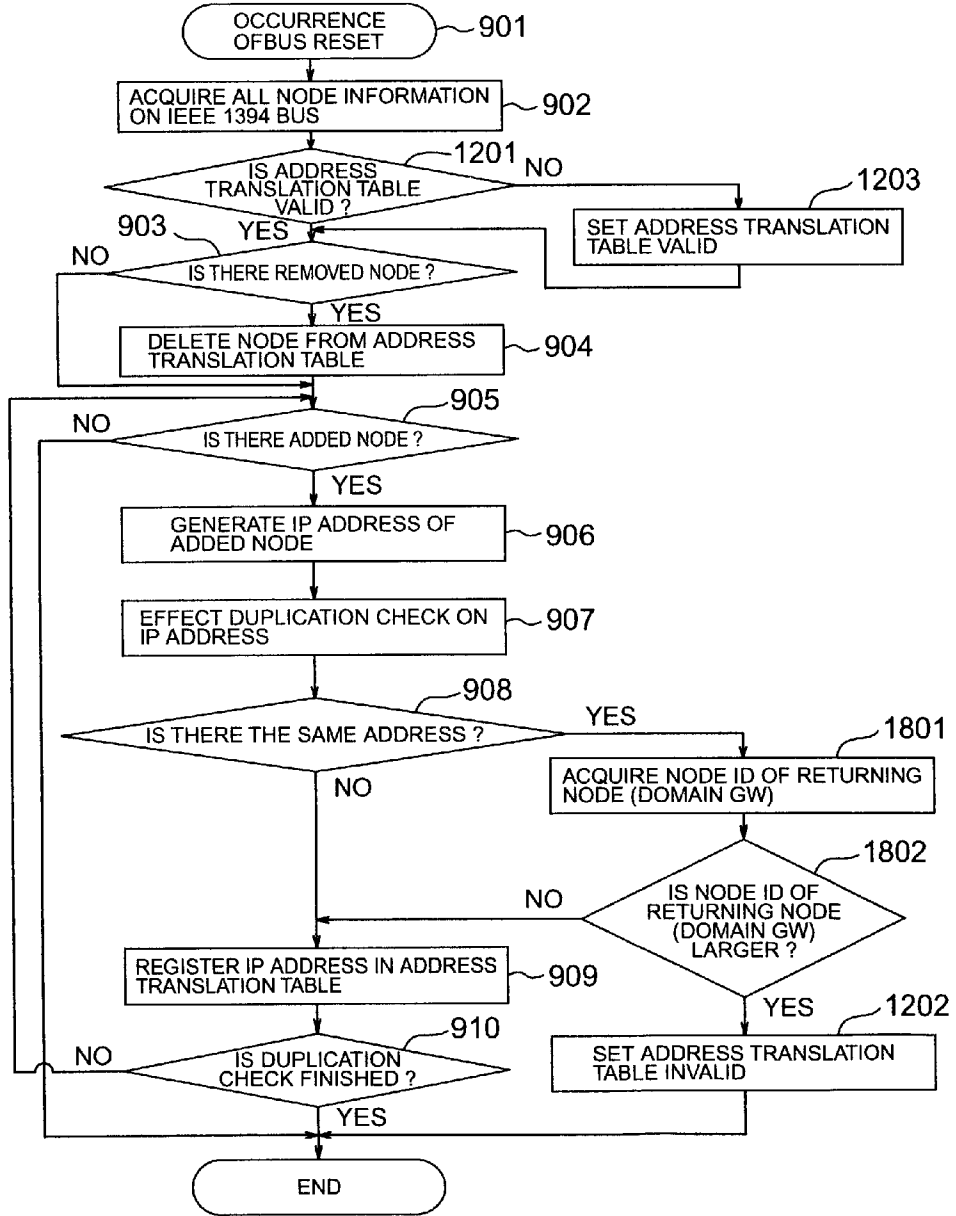 OCCURRENCE
OFBUS RESET
901
ACQUIRE ALL NODE INFORMATION
ON IEEE 1394 BUS
902
1201
IS ADDRESS
TRANSLATION TABLE
VALID ?
NO
YES
1203
SET ADDRESS TRANSLATION
TABLE VALID
903
NO
IS THERE REMOVED NODE ?
YES
DELETE NODE FROM ADDRESS
TRANSLATION TABLE
904
905
NO
IS THERE ADDED NODE ?
YES
GENERATE IP ADDRESS OF
ADDED NODE
906
EFFECT DUPLICATION CHECK ON
IP ADDRESS
907
908
IS THERE THE SAME ADDRESS ?
YES
NO
1801
ACQUIRE NODE ID OF RETURNING
NODE (DOMAIN GW)
1802
IS NODE ID OF
RETURNING NODE
(DOMAIN GW)
LARGER ?
NO
YES
REGISTER IP ADDRESS IN ADDRESS
TRANSLATION TABLE
909
910
NO
IS DUPLICATION
CHECK FINISHED ?
YES
1202
SET ADDRESS TRANSLATION
TABLE INVALID
END